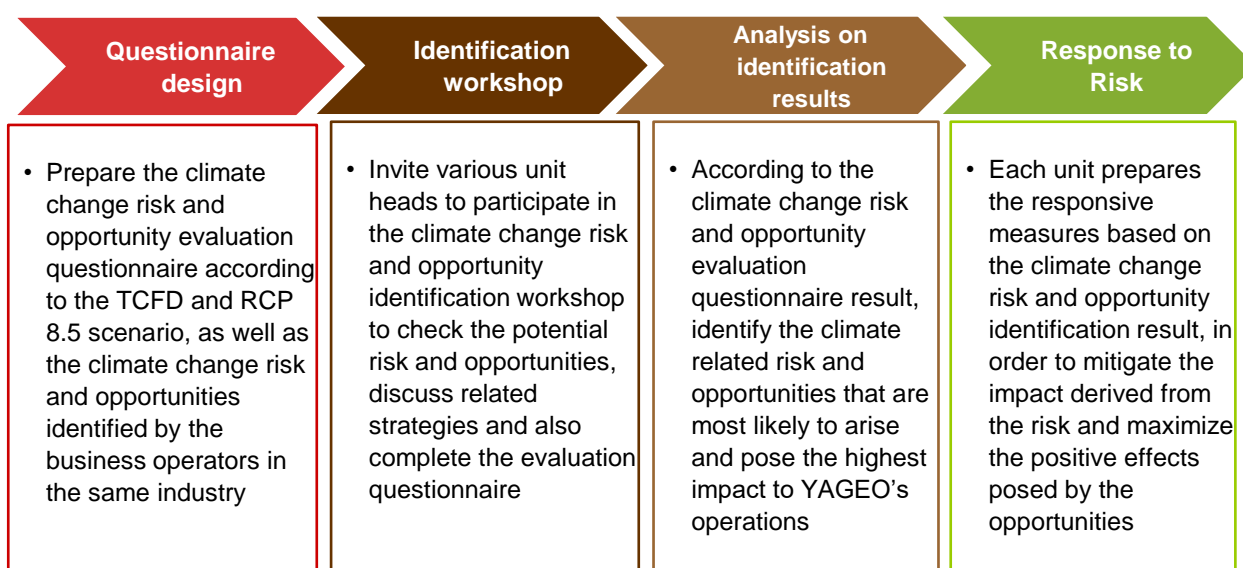 Questionnaire
design
Identification
workshop
Analysis on
identification
results
Response to
Risk
• Prepare the climate
change risk and
opportunity evaluation
questionnaire according
to the TCFD and RCP
8.5 scenario, as well as
the climate change risk
and opportunities
identified by the
business operators in
the same industry
• Invite various unit
heads to participate in
the climate change risk
and opportunity
identification workshop
to check the potential
risk and opportunities,
discuss related
strategies and also
complete the evaluation
questionnaire
• According to the
climate change risk
and opportunity
evaluation
questionnaire result,
identify the climate
related risk and
opportunities that are
most likely to arise
and pose the highest
impact to YAGEO’s
operations
• Each unit prepares
the responsive
measures based on
the climate change
risk and opportunity
identification result, in
order to mitigate the
impact derived from
the risk and maximize
the positive effects
posed by the
opportunities